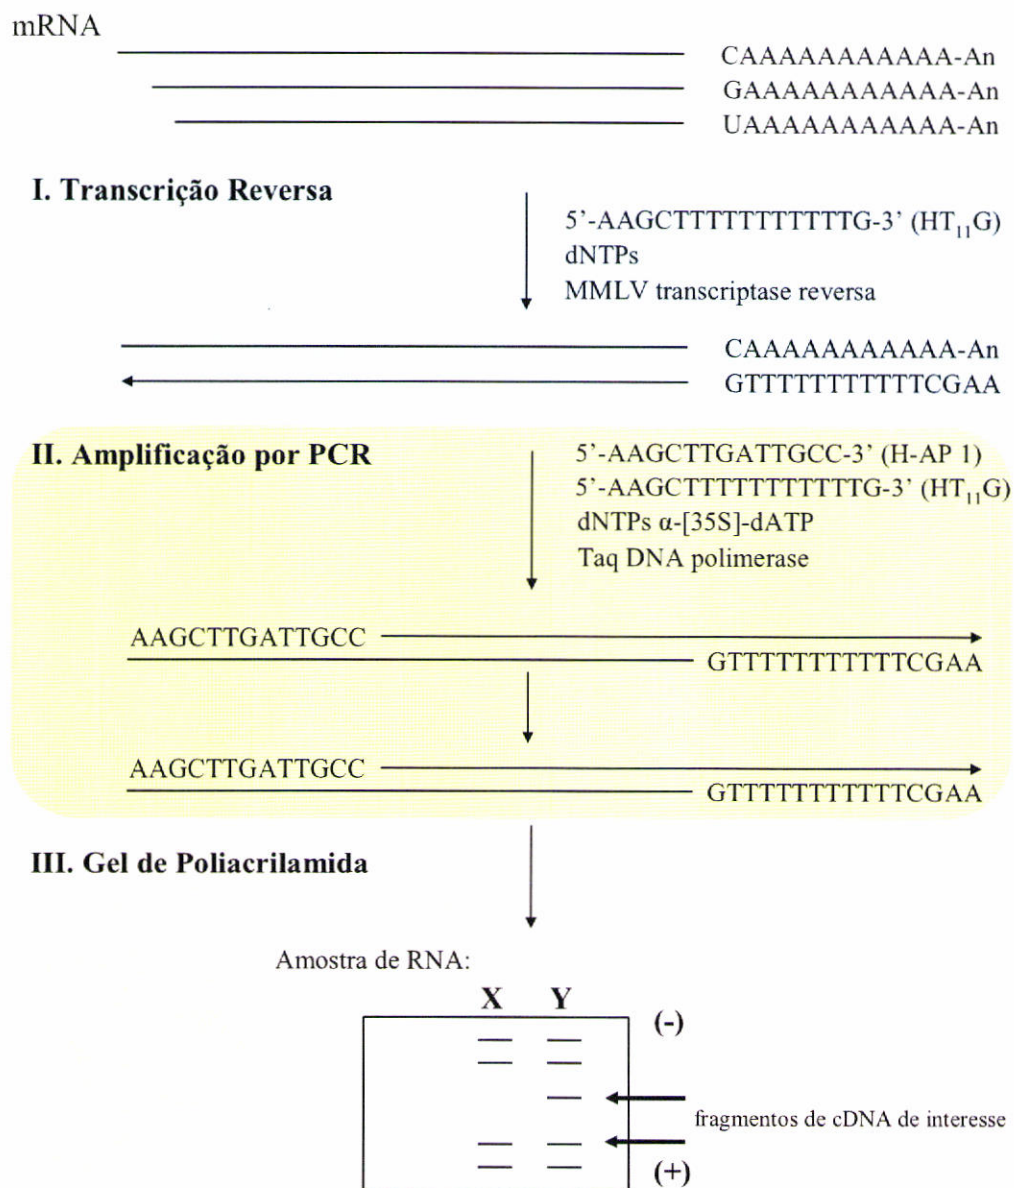 mRNA
CAAAAAAAAAAA-An
GAAAAAAAAAAA-An
UAAAAAAAAAAA-An
I. Transcrição Reversa
5’-AAGCTTTTTTTTTTTG-3’ (HT11G)
dNTPs
MMLV transcriptase reversa
CAAAAAAAAAAA-An
GTTTTTTTTTTTCGAA
II. Amplificação por PCR
5’-AAGCTTGATTGCC-3’ (H-AP 1)
5’-AAGCTTTTTTTTTTTG-3’ (HT11G)
dNTPs α-[35S]-dATP
Taq DNA polimerase
AAGCTTGATTGCC
GTTTTTTTTTTTCGAA
AAGCTTGATTGCC
GTTTTTTTTTTTCGAA
III. Gel de Poliacrilamida
Amostra de RNA:
X Y
(-)
fragmentos de cDNA de interesse
(+)